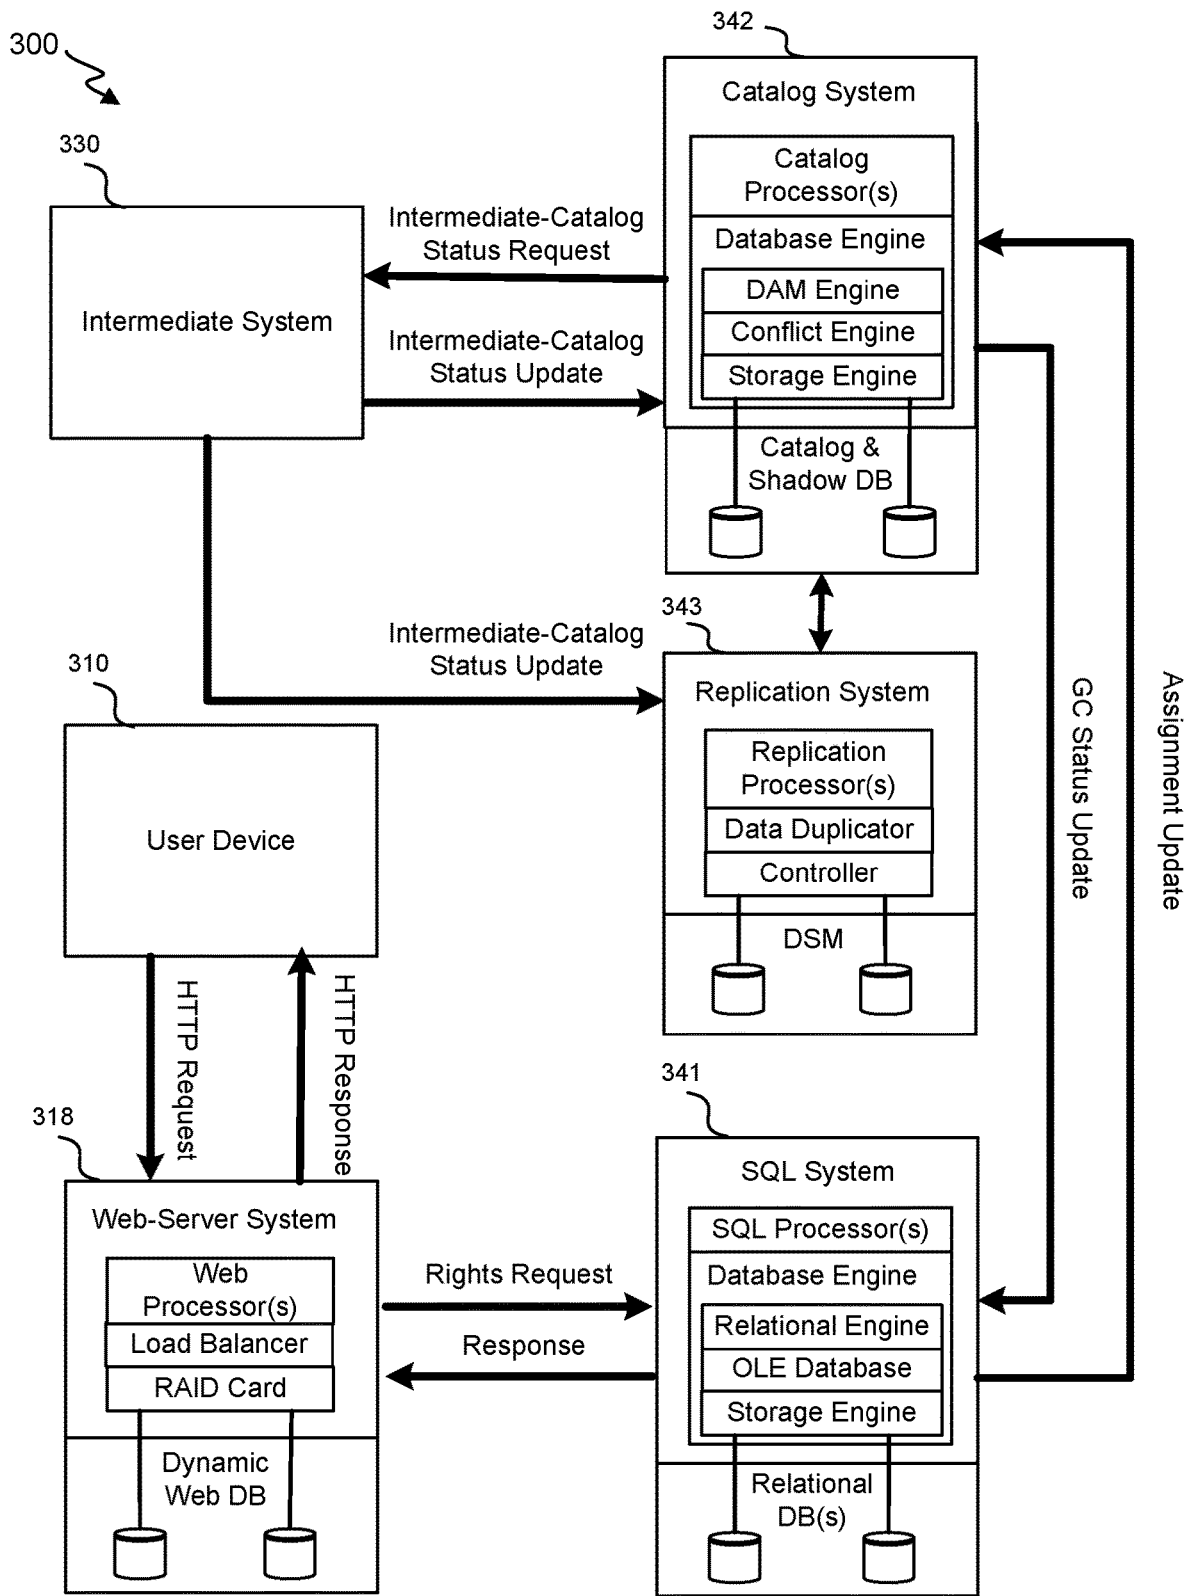 300
342
Catalog System
Catalog
Processor(s)
Database Engine
DAM Engine
Conflict Engine
Storage Engine
Catalog &
Shadow DB
330
Intermediate System
Intermediate-Catalog
Status Request
Intermediate-Catalog
Status Update
Intermediate-Catalog
Status Update
343
Replication System
Replication
Processor(s)
Data Duplicator
Controller
DSM
GC Status Update
Assignment Update
310
User Device
HTTP Request
HTTP Response
318
Web-Server System
Web
Processor(s)
Load Balancer
RAID Card
Dynamic
Web DB
Rights Request
Response
341
SQL System
SQL Processor(s)
Database Engine
Relational Engine
OLE Database
Storage Engine
Relational
DB(s)